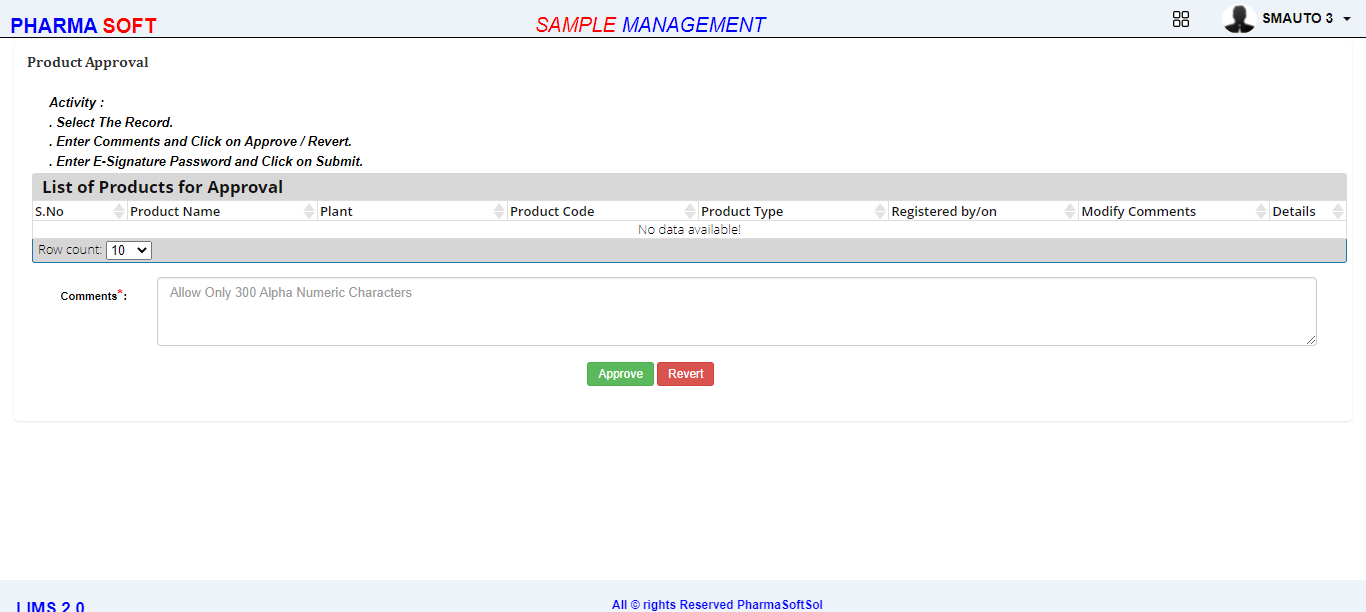 PHARMA SOFT
SAMPLE MANAGEMENT
SMAUTO 3
Product Approval
Activity :
. Select The Record.
. Enter Comments and Click on Approve / Revert.
. Enter E-Signature Password and Click on Submit.
List of Products for Approval
S.No Product Name Plant Product Code Product Type Registered by/on Modify Comments Details
No data available!
Row count: 10
Comments*:
Allow Only 300 Alpha Numeric Characters
Approve Revert
LIMS 2.0
All © rights Reserved PharmaSoftSol